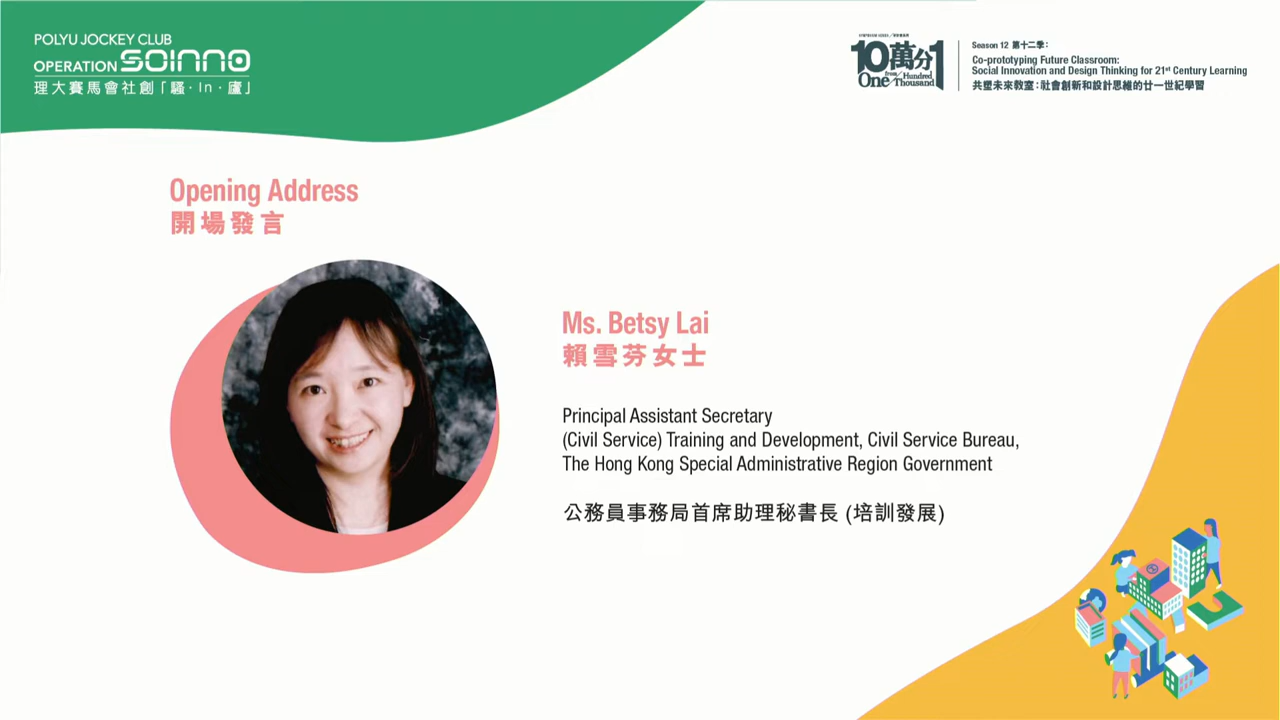 POLYU JOCKEY CLUB
OPERATION SOINNO
理大賽馬會社創「騷·In·廬」
10萬分1
One from Hundred Thousand
Season 12 第十二季：
Co-prototyping Future Classroom:
Social Innovation and Design Thinking for 21st Century Learning
共塑未來教室：社會創新和設計思維的廿一世紀學習
Opening Address
開場發言
Ms. Betsy Lai
賴雪芬女士
Principal Assistant Secretary
(Civil Service) Training and Development, Civil Service Bureau,
The Hong Kong Special Administrative Region Government
公務員事務局首席助理秘書長 (培訓發展)